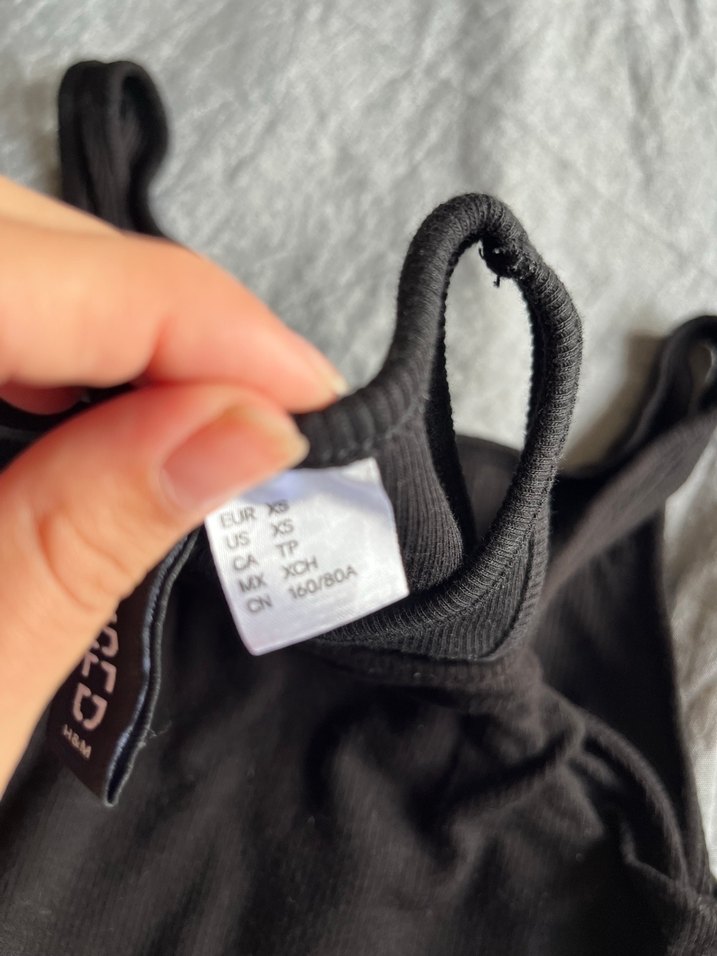 EUR XS
US XS
CA TP
MX XCH
CN 160/80A
H&M